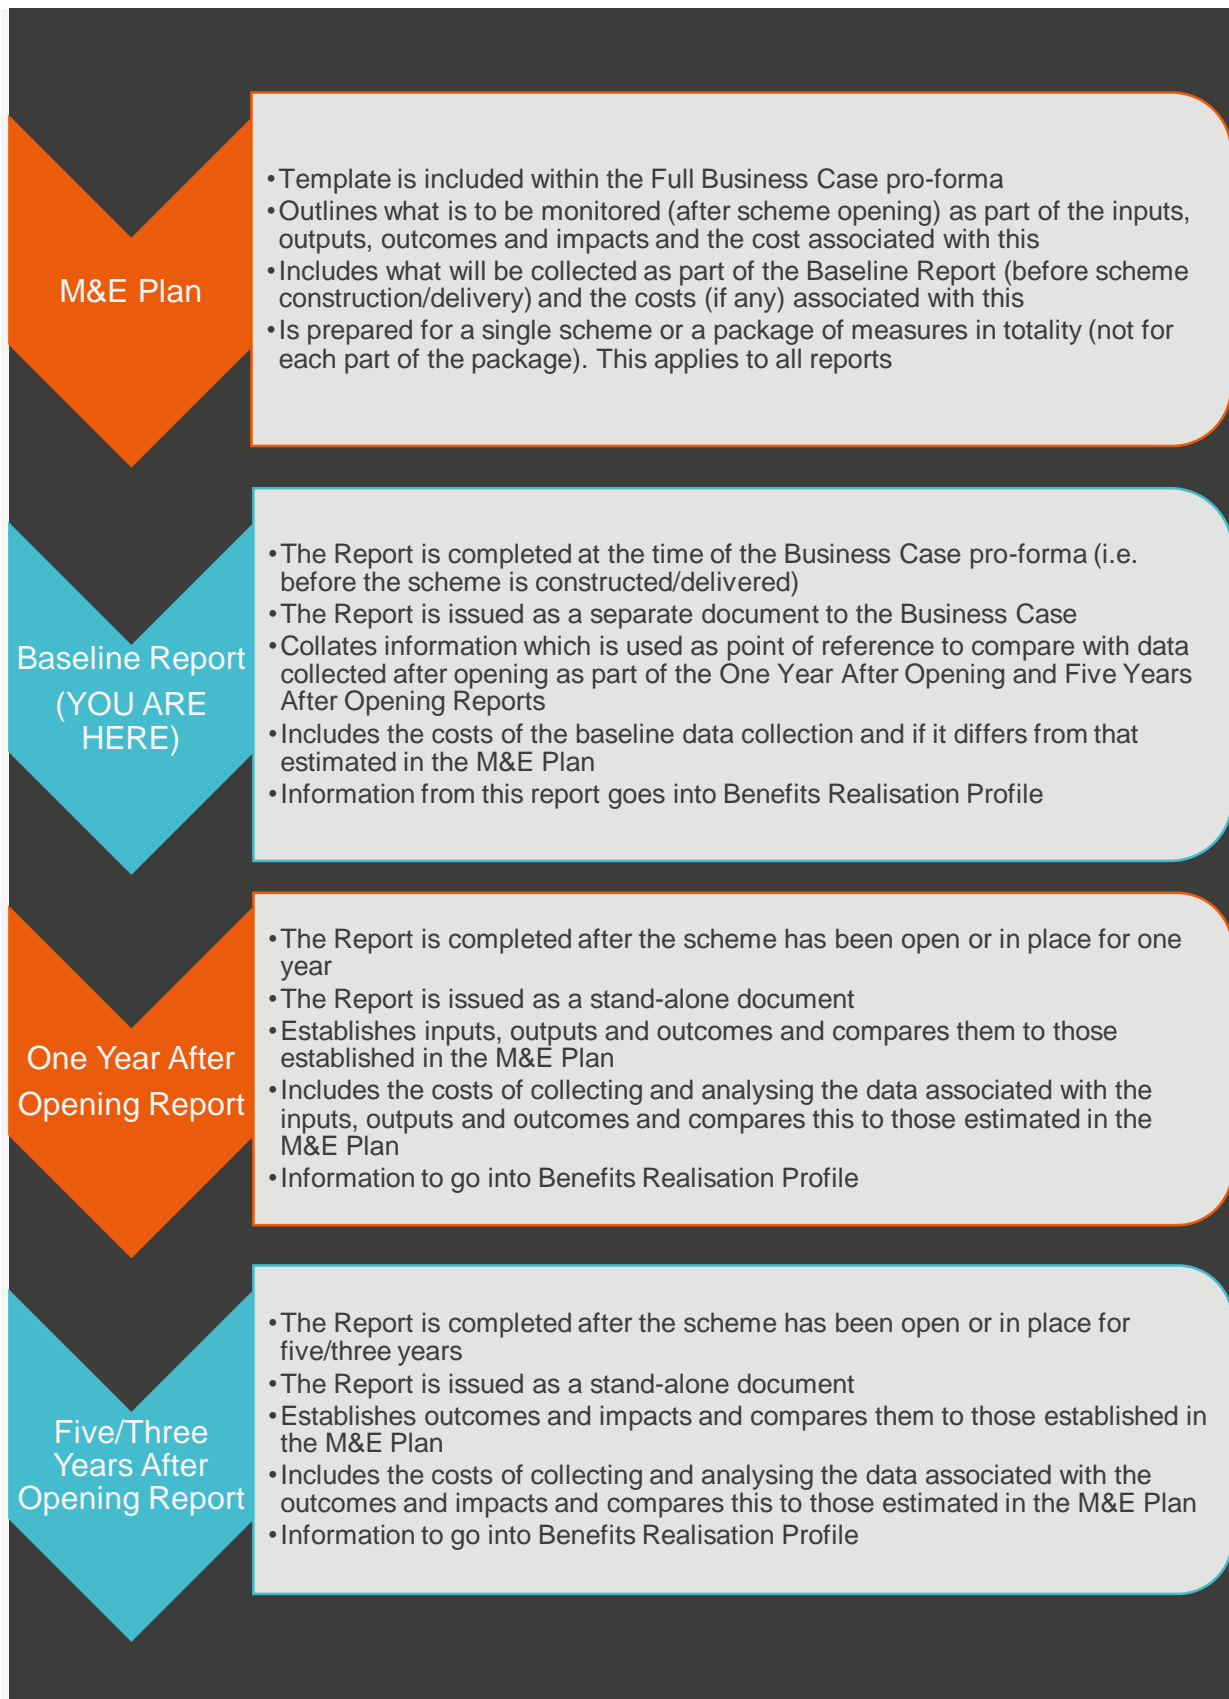 M&E Plan
•Template is included within the Full Business Case pro-forma
•Outlines what is to be monitored (after scheme opening) as part of the inputs,
outputs, outcomes and impacts and the cost associated with this
•Includes what will be collected as part of the Baseline Report (before scheme
construction/delivery) and the costs (if any) associated with this
•Is prepared for a single scheme or a package of measures in totality (not for
each part of the package). This applies to all reports
Baseline Report
(YOU ARE
HERE)
•The Report is completed at the time of the Business Case pro-forma (i.e.
before the scheme is constructed/delivered)
•The Report is issued as a separate document to the Business Case
•Collates information which is used as point of reference to compare with data
collected after opening as part of the One Year After Opening and Five Years
After Opening Reports
•Includes the costs of the baseline data collection and if it differs from that
estimated in the M&E Plan
•Information from this report goes into Benefits Realisation Profile
One Year After
Opening Report
•The Report is completed after the scheme has been open or in place for one
year
•The Report is issued as a stand-alone document
•Establishes inputs, outputs and outcomes and compares them to those
established in the M&E Plan
•Includes the costs of collecting and analysing the data associated with the
inputs, outputs and outcomes and compares this to those estimated in the
M&E Plan
•Information to go into Benefits Realisation Profile
Five/Three
Years After
Opening Report
•The Report is completed after the scheme has been open or in place for
five/three years
•The Report is issued as a stand-alone document
•Establishes outcomes and impacts and compares them to those established in
the M&E Plan
•Includes the costs of collecting and analysing the data associated with the
outcomes and impacts and compares this to those estimated in the M&E Plan
•Information to go into Benefits Realisation Profile